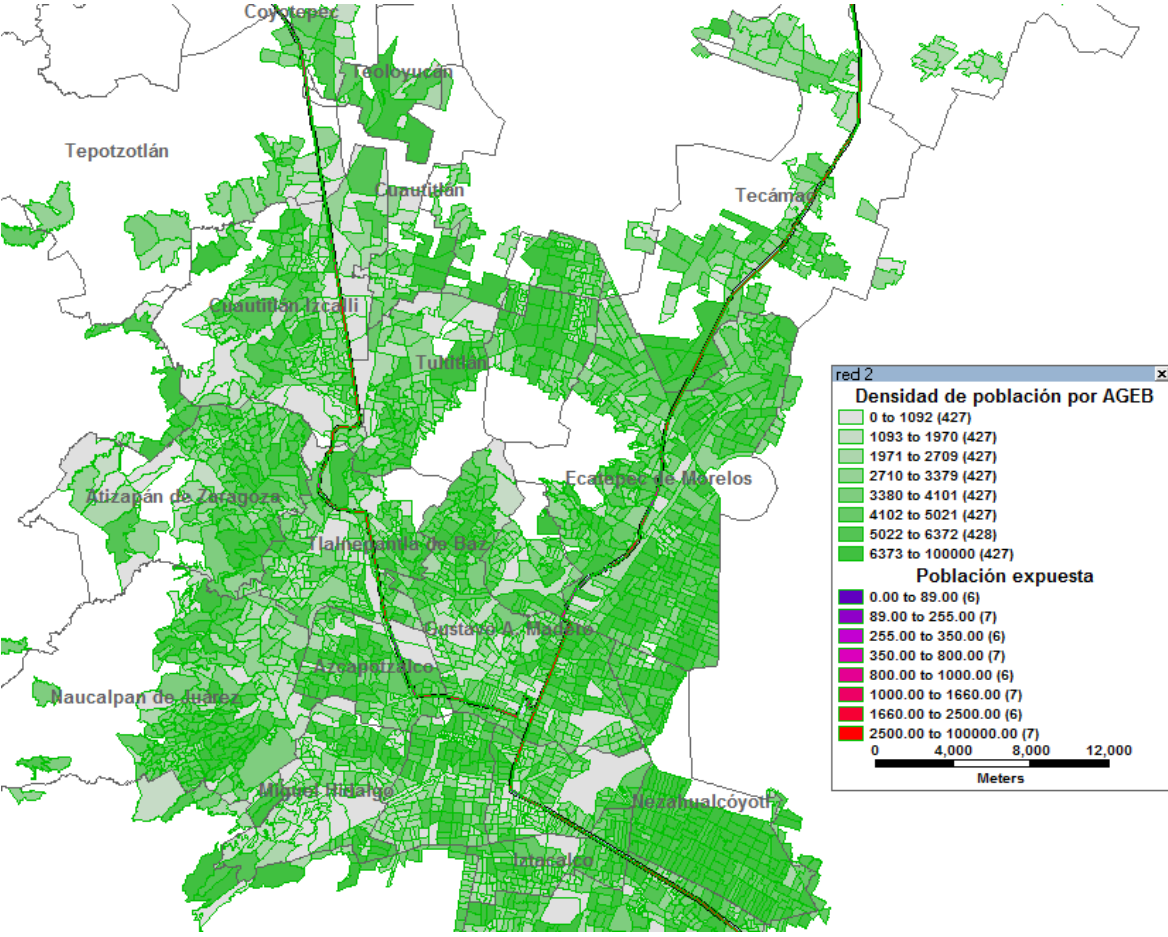 Coyotepec
Teoloyucán
Tepotzotlán
Cuautitlán
Tecámac
Cuautitlán Izcalli
Tultitlán
Ecatepec de Morelos
Atizapán de Zaragoza
Tlalnepantla de Baz
Gustavo A. Madero
Azcapotzalco
Naucalpan de Juárez
Miguel Hidalgo
Nezahualcóyotl
Iztacalco
red 2
Densidad de población por AGEB
0 to 1092 (427)
1093 to 1970 (427)
1971 to 2709 (427)
2710 to 3379 (427)
3380 to 4101 (427)
4102 to 5021 (427)
5022 to 6372 (428)
6373 to 100000 (427)
Población expuesta
0.00 to 89.00 (6)
89.00 to 255.00 (7)
255.00 to 350.00 (6)
350.00 to 800.00 (7)
800.00 to 1000.00 (6)
1000.00 to 1660.00 (7)
1660.00 to 2500.00 (6)
2500.00 to 100000.00 (7)
0 4,000 8,000 12,000
Meters